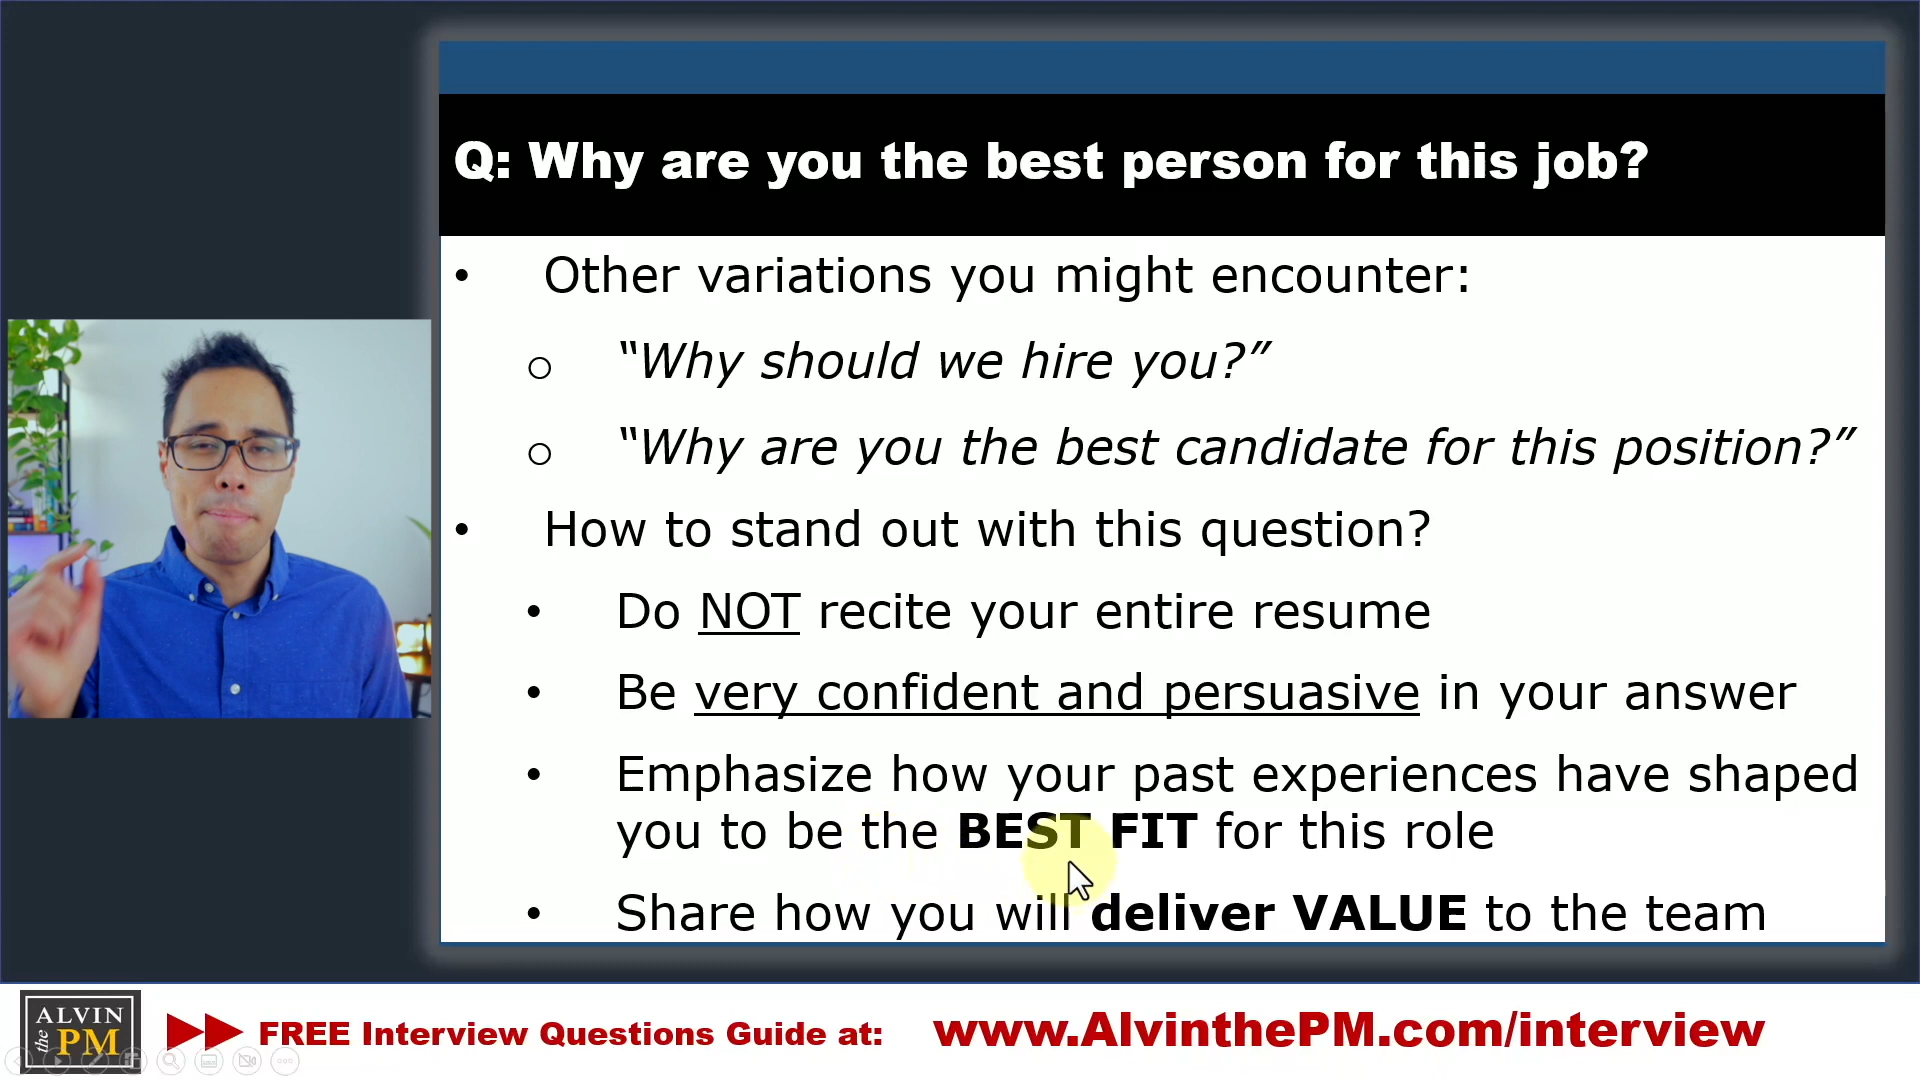 Q: Why are you the best person for this job?
• Other variations you might encounter:
o “Why should we hire you?”
o “Why are you the best candidate for this position?”
• How to stand out with this question?
• Do NOT recite your entire resume
• Be very confident and persuasive in your answer
• Emphasize how your past experiences have shaped
you to be the BEST FIT for this role
• Share how you will deliver VALUE to the team
ALVIN
the PM
FREE Interview Questions Guide at:
www.AlvinthePM.com/interview